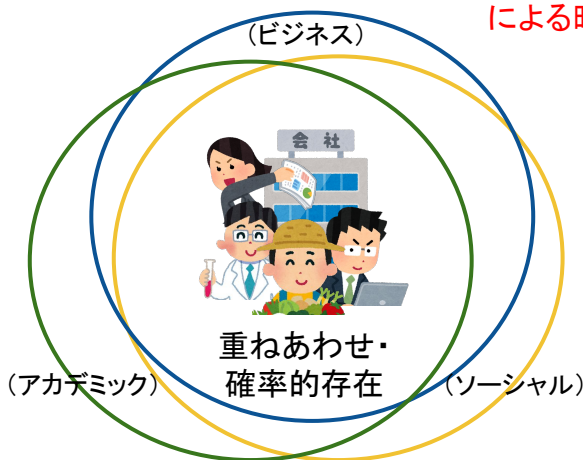 による
（ビジネス）
会社
重ねあわせ・
確率的存在
（アカデミック）
（ソーシャル）